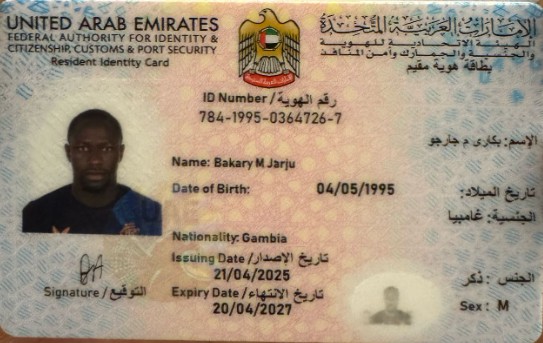 UNITED ARAB EMIRATES
FEDERAL AUTHORITY FOR IDENTITY &
CITIZENSHIP, CUSTOMS & PORT SECURITY
Resident Identity Card
الإمارات العربية المتحدة
الهيئة الاتحادية للهوية
والجنسية والجمارك وأمن المنافذ
بطاقة هوية مقيم
ID Number / رقم الهوية
784-1995-0364726-7
الإسم: بكاري م جارجو
Name: Bakary M Jarju
Date of Birth: 04/05/1995 تاريخ الميلاد:
الجنسية: غامبيا
Nationality: Gambia
Issuing Date / تاريخ الإصدار
21/04/2025
Expiry Date / تاريخ الانتهاء
20/04/2027
الجنس : ذكر
Sex : M
Signature / التوقيع